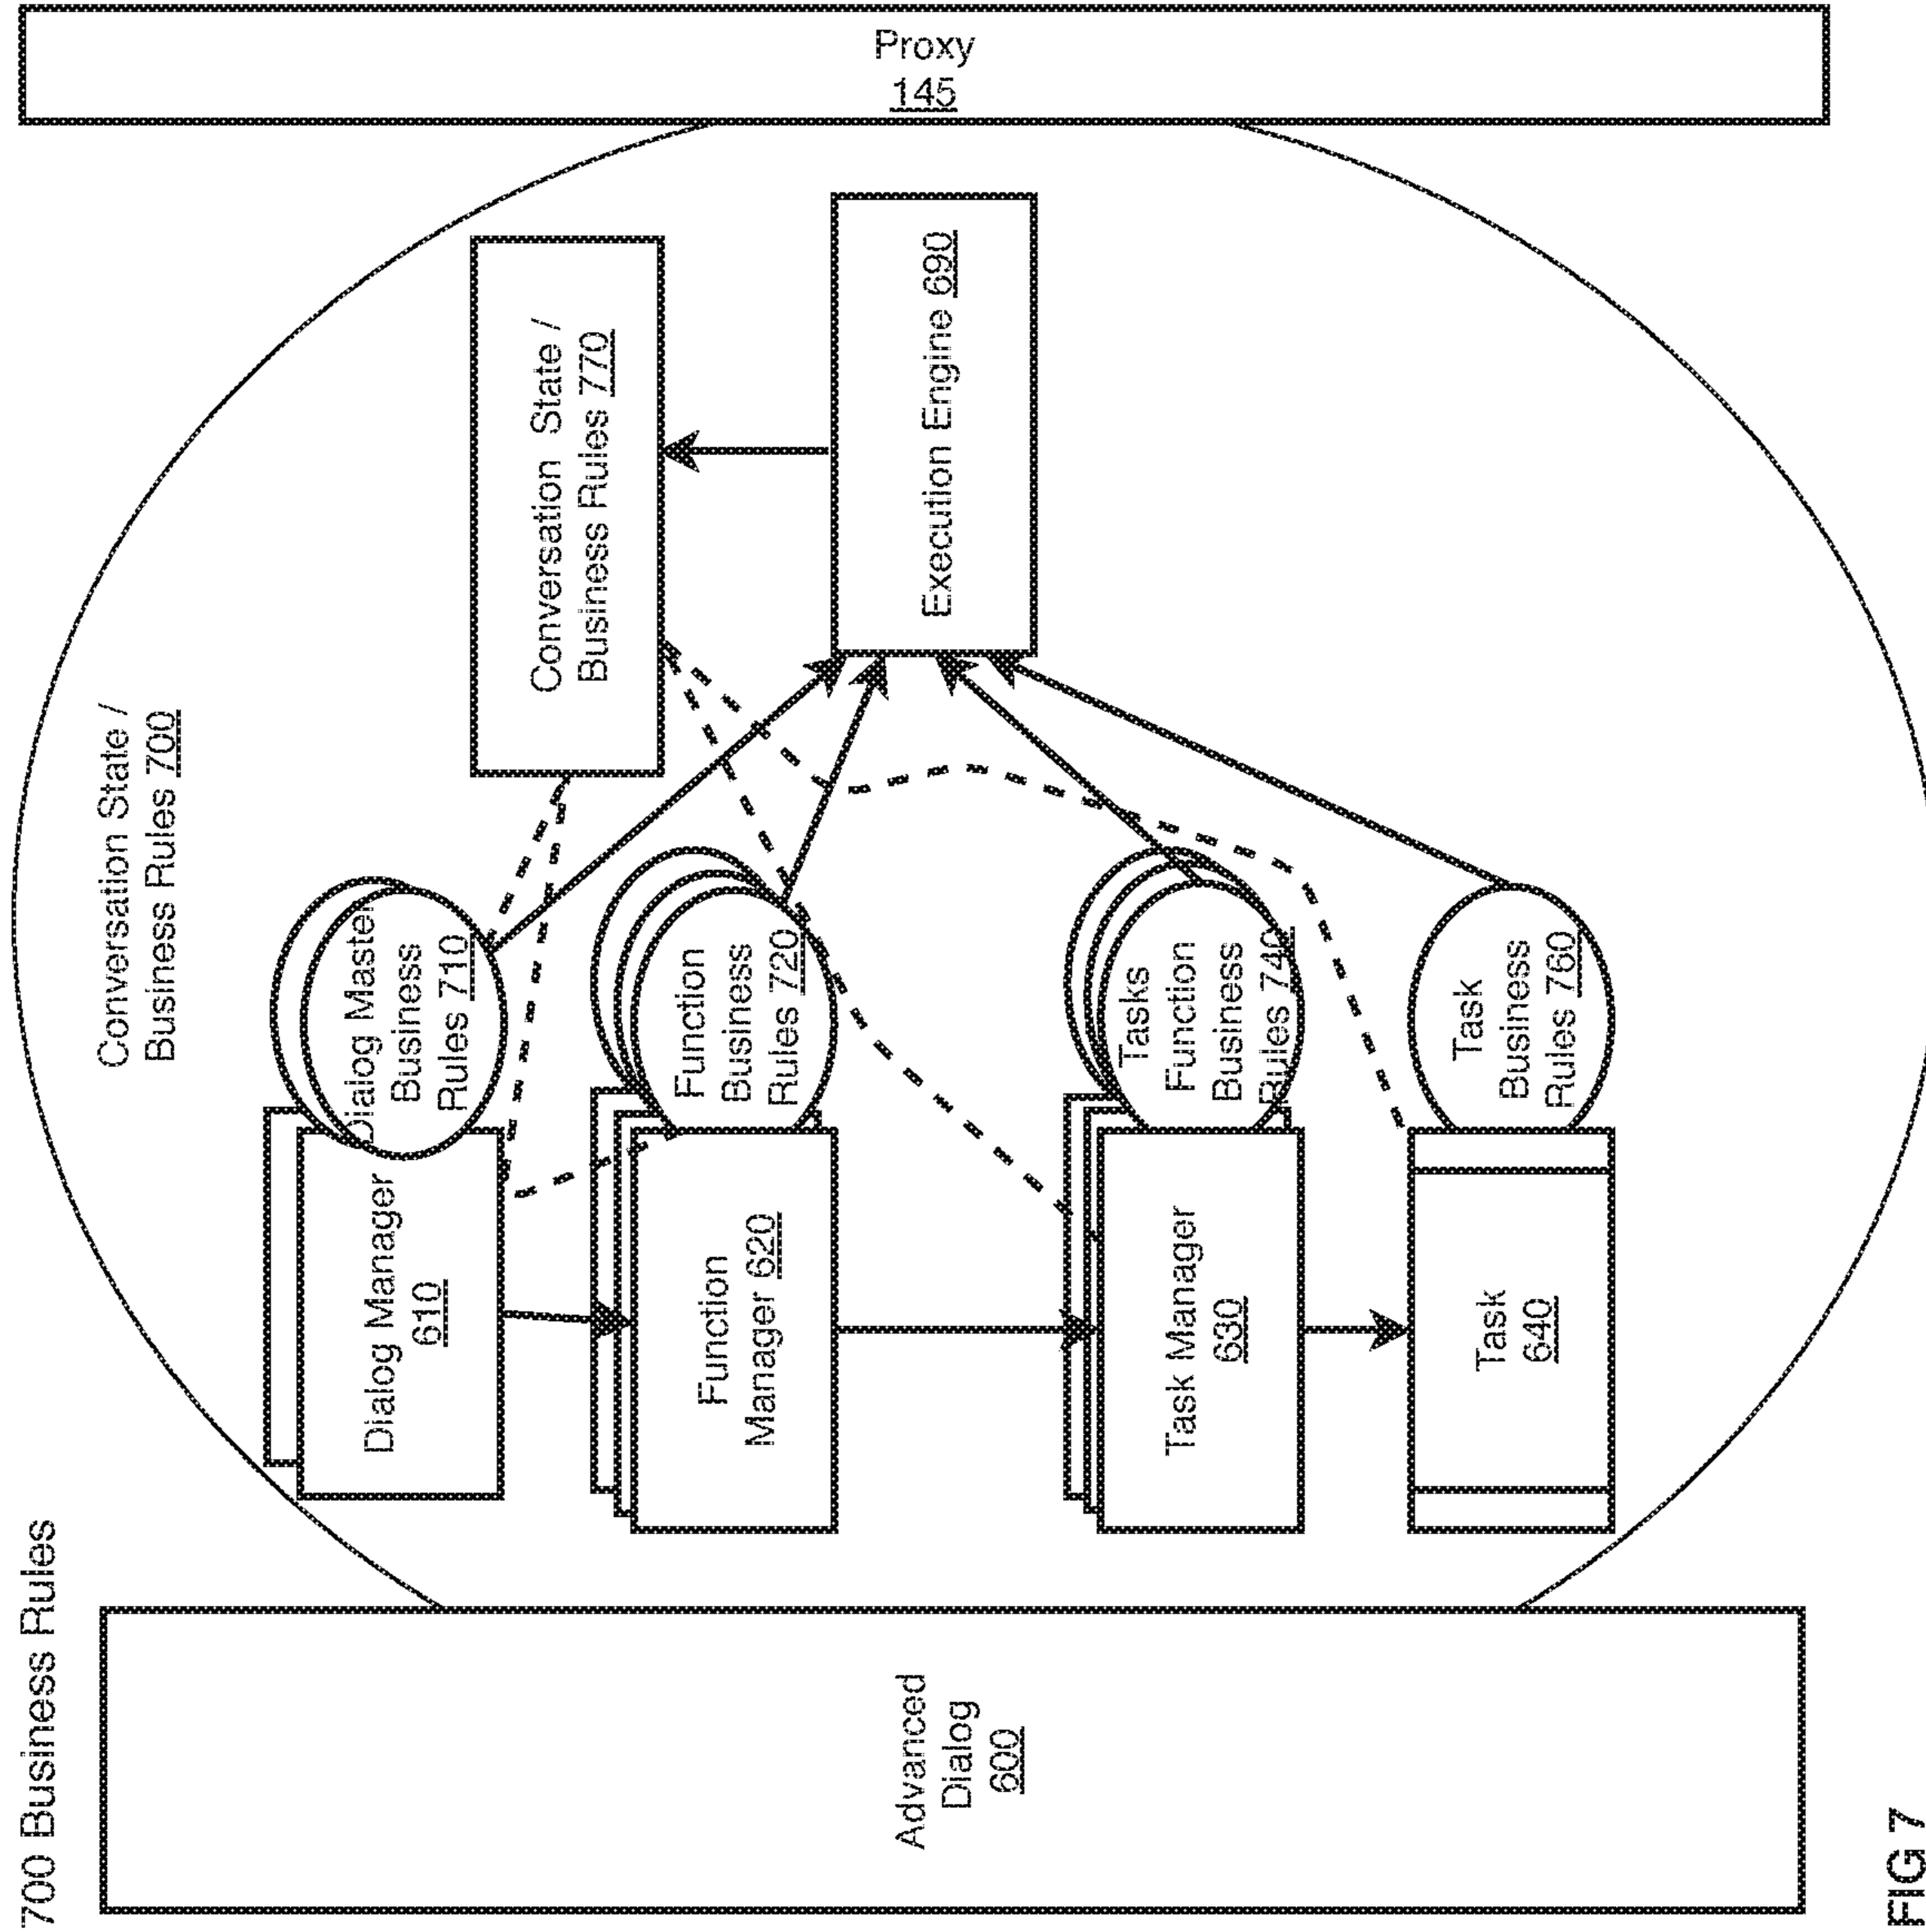 700 Business Rules
Conversation State /
Business Rules 700
Advanced
Dialog
600
Dialog Manager
610
Dialog Master
Business
Rules 710
Function
Manager 620
Function
Business
Rules 720
Task Manager
630
Tasks
Function
Business
Rules 740
Task
640
Task
Business
Rules 760
Conversation State /
Business Rules 770
Execution Engine 690
Proxy
145
FIG 7